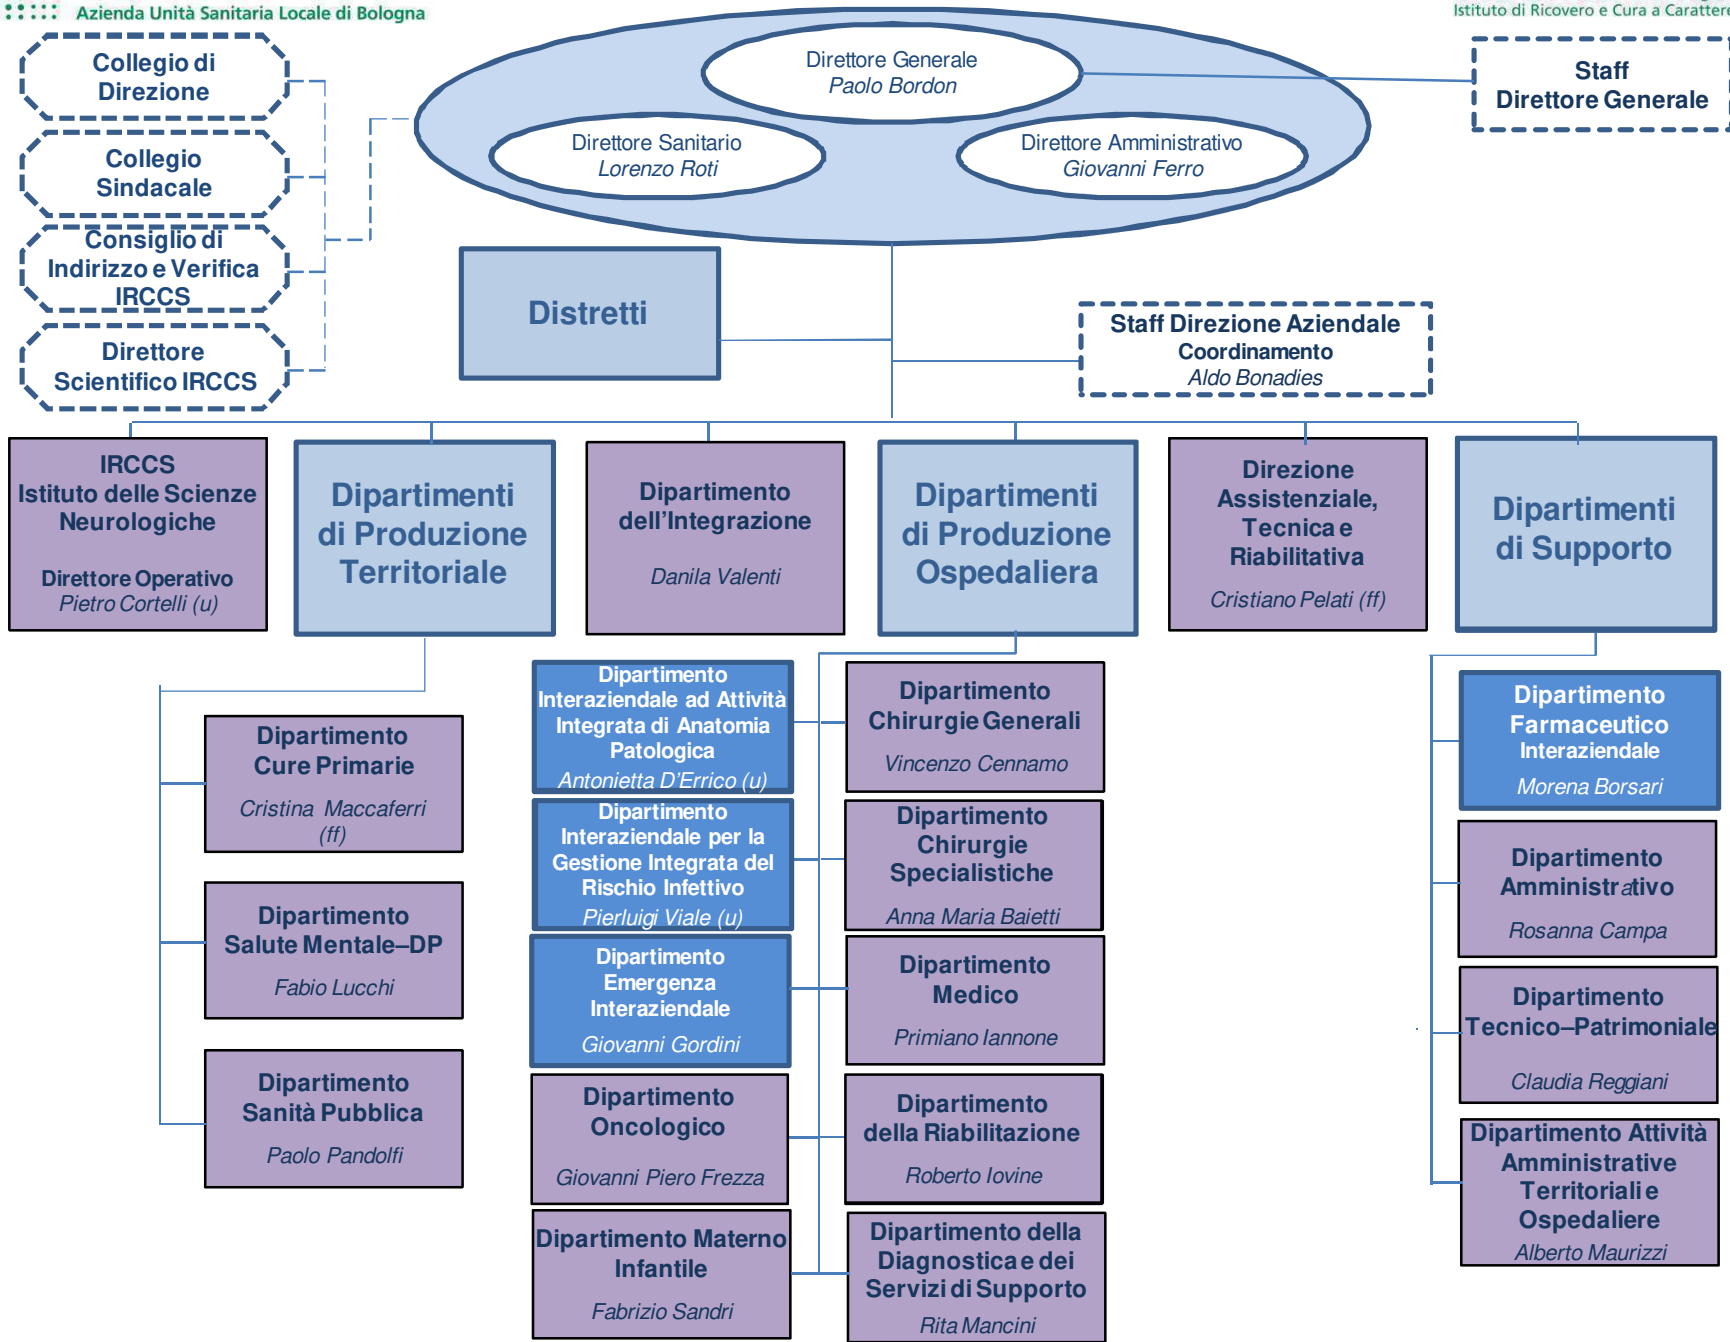 Azienda Unità Sanitaria Locale di Bologna
Istituto di Ricovero e Cura a Carattere
Collegio di
Direzione
Collegio
Sindacale
Consiglio di
Indirizzo e Verifica
IRCCS
Direttore
Scientifico IRCCS
Direttore Generale
Paolo Bordon
Direttore Sanitario
Lorenzo Roti
Direttore Amministrativo
Giovanni Ferro
Staff
Direttore Generale
Distretti
Staff Direzione Aziendale
Coordinamento
Aldo Bonadies
IRCCS
Istituto delle Scienze
Neurologiche
Direttore Operativo
Pietro Cortelli (u)
Dipartimenti
di Produzione
Territoriale
Dipartimento
dell’Integrazione
Danila Valenti
Dipartimenti
di Produzione
Ospedaliera
Direzione
Assistenziale,
Tecnica e
Riabilitativa
Cristiano Pelati (ff)
Dipartimenti
di Supporto
Dipartimento
Cure Primarie
Cristina Maccaferri
(ff)
Dipartimento
Salute Mentale–DP
Fabio Lucchi
Dipartimento
Sanità Pubblica
Paolo Pandolfi
Dipartimento
Interaziendale ad Attività
Integrata di Anatomia
Patologica
Antonietta D’Errico (u)
Dipartimento
Interaziendale per la
Gestione Integrata del
Rischio Infettivo
Pierluigi Viale (u)
Dipartimento
Emergenza
Interaziendale
Giovanni Gordini
Dipartimento
Oncologico
Giovanni Piero Frezza
Dipartimento Materno
Infantile
Fabrizio Sandri
Dipartimento
Chirurgie Generali
Vincenzo Cennamo
Dipartimento
Chirurgie
Specialistiche
Anna Maria Baietti
Dipartimento
Medico
Primiano Iannone
Dipartimento
della Riabilitazione
Roberto Iovine
Dipartimento della
Diagnostica e dei
Servizi di Supporto
Rita Mancini
Dipartimento
Farmaceutico
Interaziendale
Morena Borsari
Dipartimento
Amministrativo
Rosanna Campa
Dipartimento
Tecnico–Patrimoniale
Claudia Reggiani
Dipartimento Attività
Amministrative
Territoriali e
Ospedaliere
Alberto Maurizzi